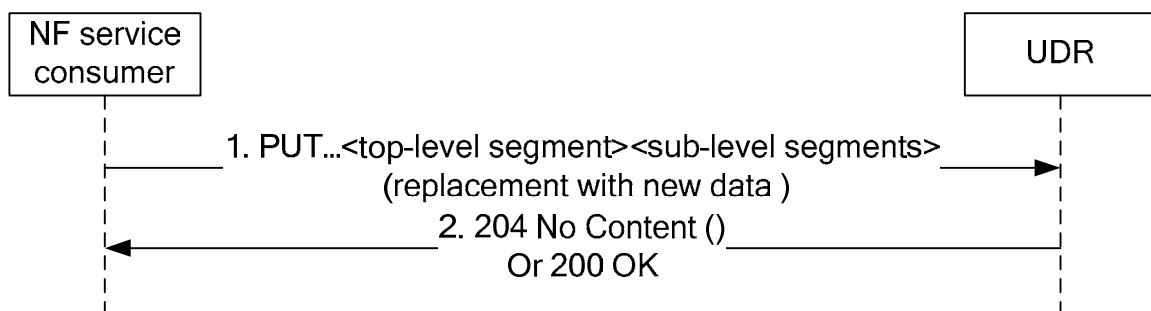 NF service
consumer
UDR
1. PUT...<top-level segment><sub-level segments>
(replacement with new data )
2. 204 No Content ()
Or 200 OK